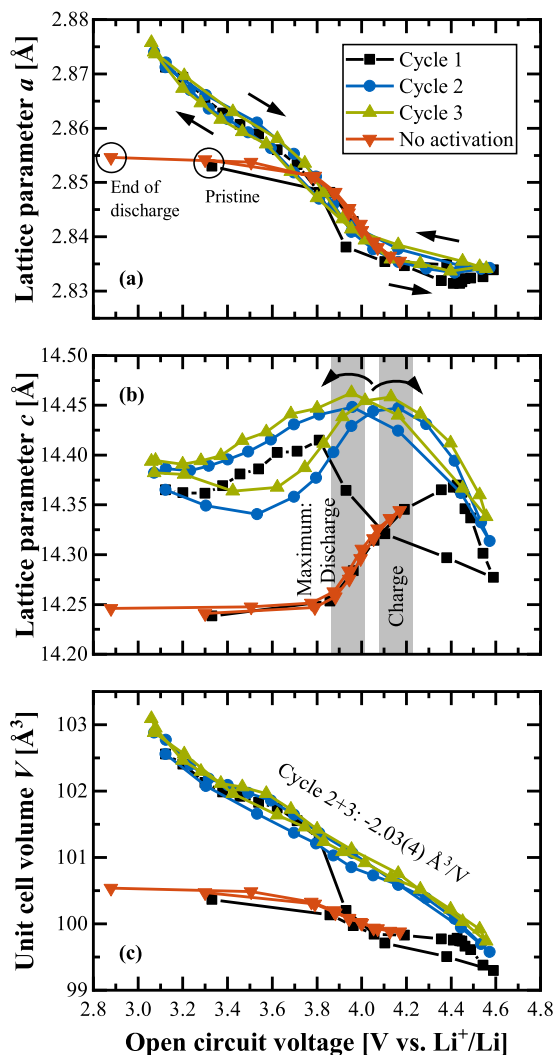 2.88
2.87
2.86
2.85
2.84
2.83
Lattice parameter a [Å]
Cycle 1
Cycle 2
Cycle 3
No activation
End of
discharge
Pristine
(a)
14.50
14.45
14.40
14.35
14.30
14.25
14.20
Lattice parameter c [Å]
(b)
Maximum:
Discharge
Charge
103
102
101
100
99
Unit cell volume V [Å³]
Cycle 2+3: -2.03(4) Å³/V
(c)
2.8 3.0 3.2 3.4 3.6 3.8 4.0 4.2 4.4 4.6 4.8
Open circuit voltage [V vs. Li⁺/Li]